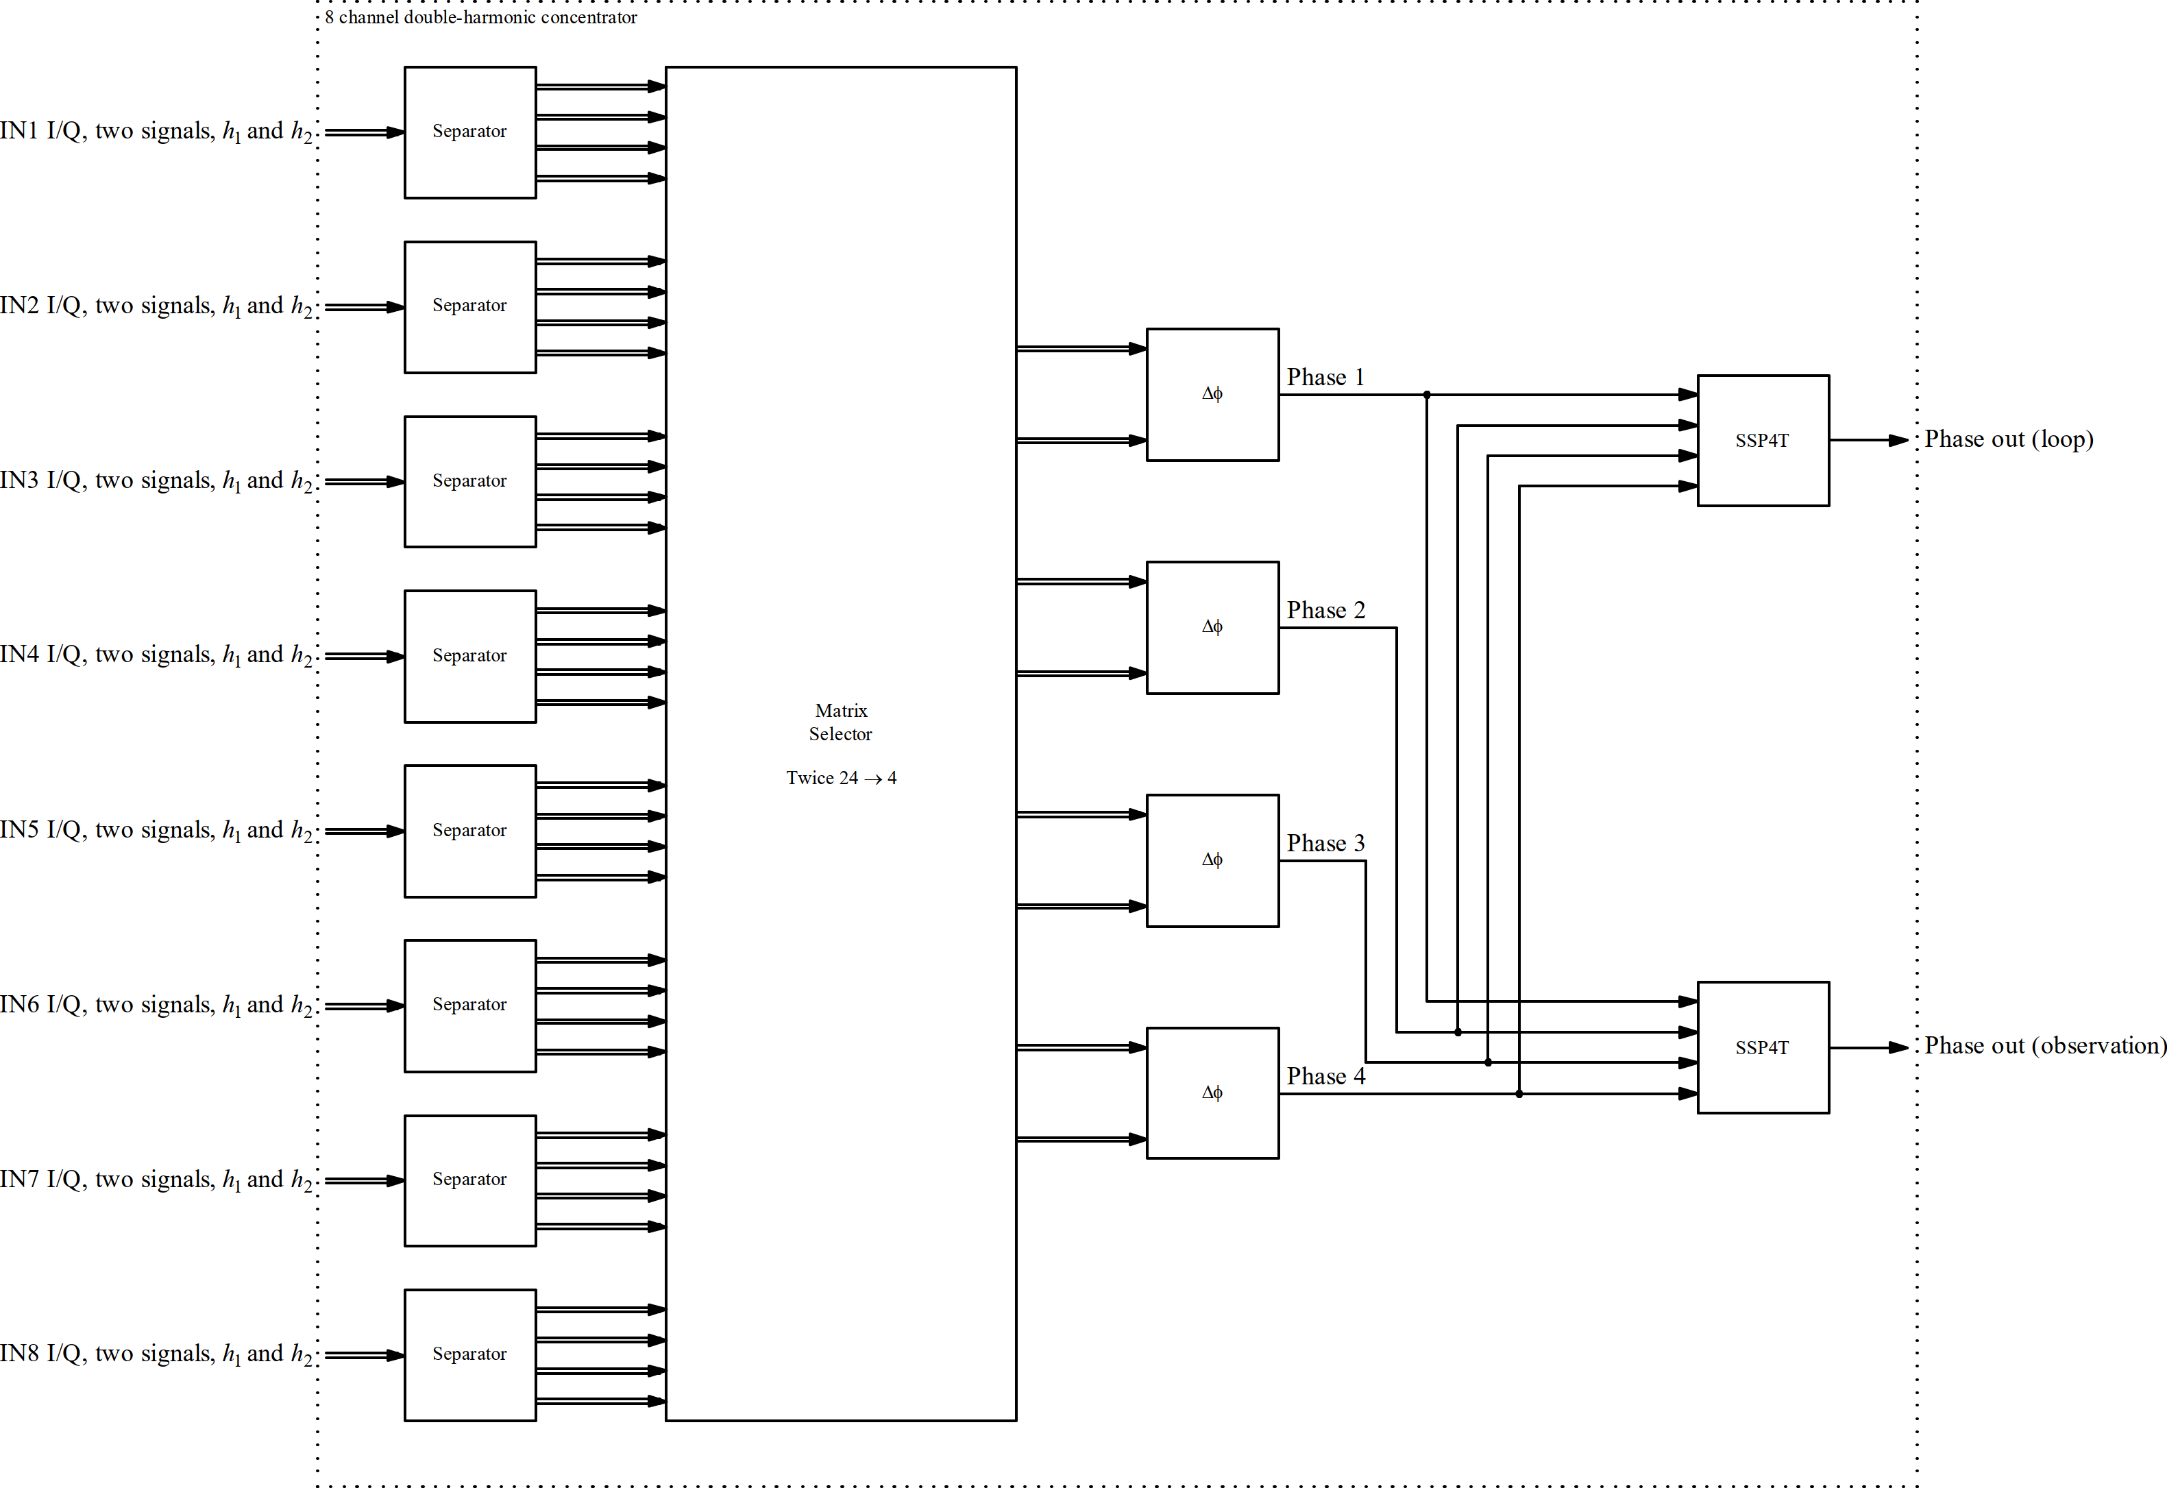 8 channel double-harmonic concentrator
IN1 I/Q, two signals, h1 and h2
Separator
IN2 I/Q, two signals, h1 and h2
Separator
IN3 I/Q, two signals, h1 and h2
Separator
IN4 I/Q, two signals, h1 and h2
Separator
IN5 I/Q, two signals, h1 and h2
Separator
IN6 I/Q, two signals, h1 and h2
Separator
IN7 I/Q, two signals, h1 and h2
Separator
IN8 I/Q, two signals, h1 and h2
Separator
Matrix
Selector
Twice 24 → 4
Δϕ
Phase 1
Δϕ
Phase 2
Δϕ
Phase 3
Δϕ
Phase 4
SSP4T
Phase out (loop)
SSP4T
Phase out (observation)